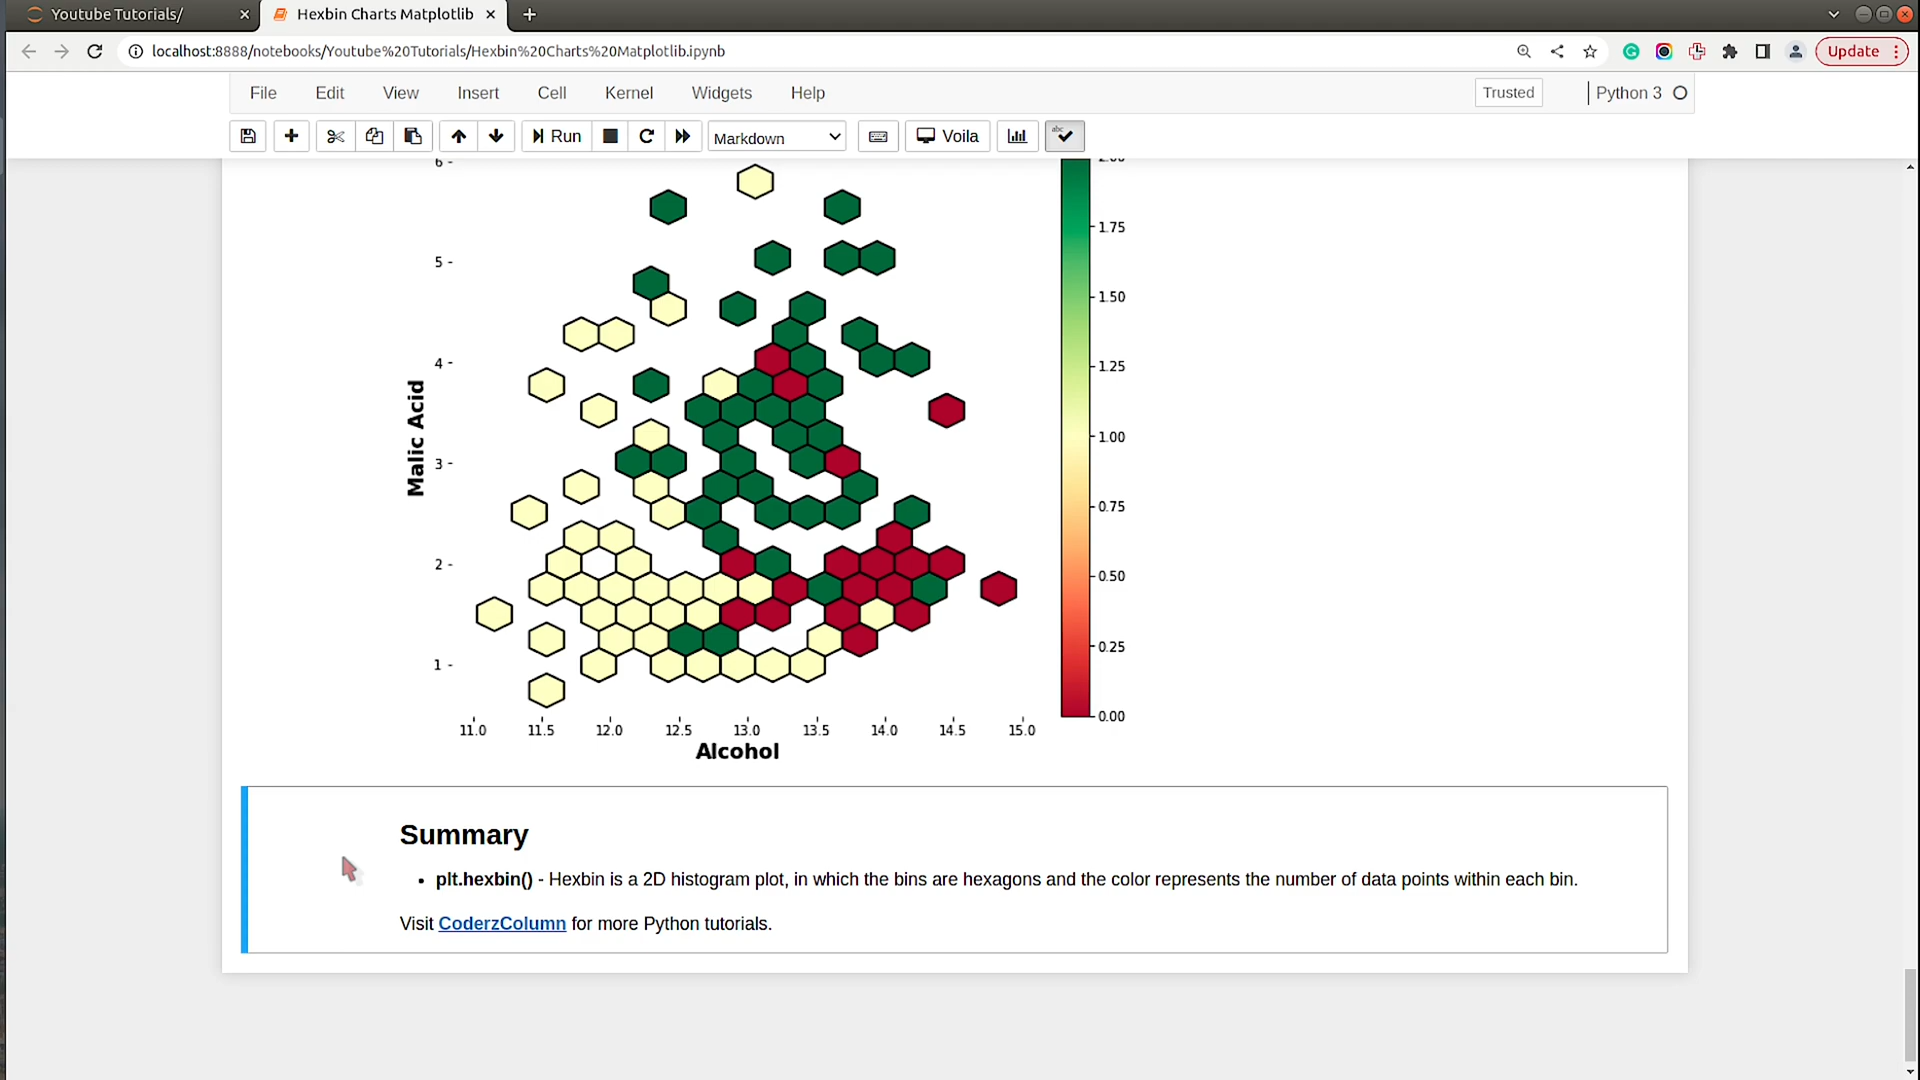 Youtube Tutorials/
Hexbin Charts Matplotlib
localhost:8888/notebooks/Youtube%20Tutorials/Hexbin%20Charts%20Matplotlib.ipynb
Update
File Edit View Insert Cell Kernel Widgets Help
Trusted
Python 3
Run
Markdown
Voila
abc
6
5
4
3
2
1
Malic Acid
11.0 11.5 12.0 12.5 13.0 13.5 14.0 14.5 15.0
Alcohol
2.00
1.75
1.50
1.25
1.00
0.75
0.50
0.25
0.00
Summary
• plt.hexbin() - Hexbin is a 2D histogram plot, in which the bins are hexagons and the color represents the number of data points within each bin.
Visit CoderzColumn for more Python tutorials.